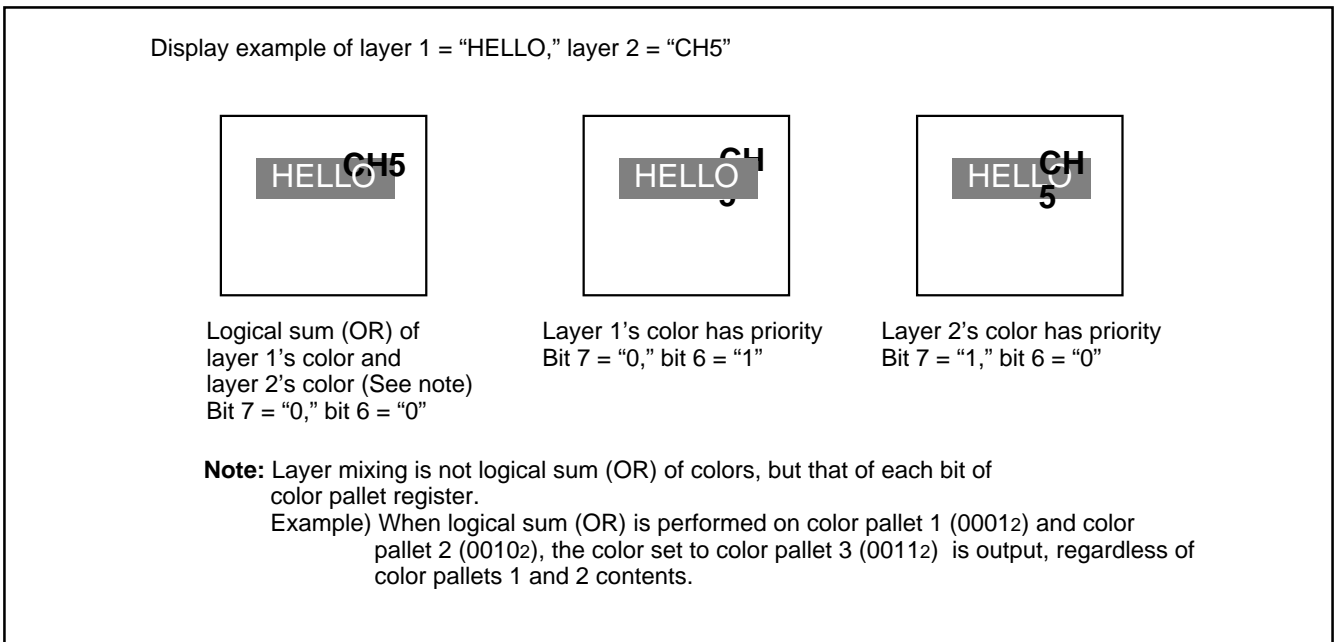 Display example of layer 1 = “HELLO,” layer 2 = “CH5”
HELLO
CH5
HELLO
CH
HELLO
CH
5
Logical sum (OR) of
layer 1’s color and
layer 2’s color (See note)
Bit 7 = “0,” bit 6 = “0”
Layer 1’s color has priority
Bit 7 = “0,” bit 6 = “1”
Layer 2’s color has priority
Bit 7 = “1,” bit 6 = “0”
Note: Layer mixing is not logical sum (OR) of colors, but that of each bit of
color pallet register.
Example) When logical sum (OR) is performed on color pallet 1 (00012) and color
pallet 2 (00102), the color set to color pallet 3 (00112) is output, regardless of
color pallets 1 and 2 contents.